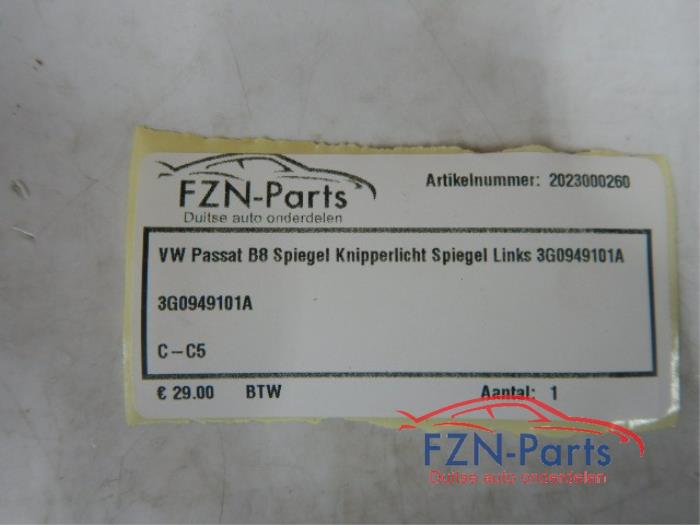 FZN-Parts
Duitse auto onderdelen
Artikelnummer: 2023000260
VW Passat B8 Spiegel Knipperlicht Spiegel Links 3G0949101A
3G0949101A
C-C5
€ 29.00 BTW Aantal: 1
FZN-Parts
Duitse auto onderdelen